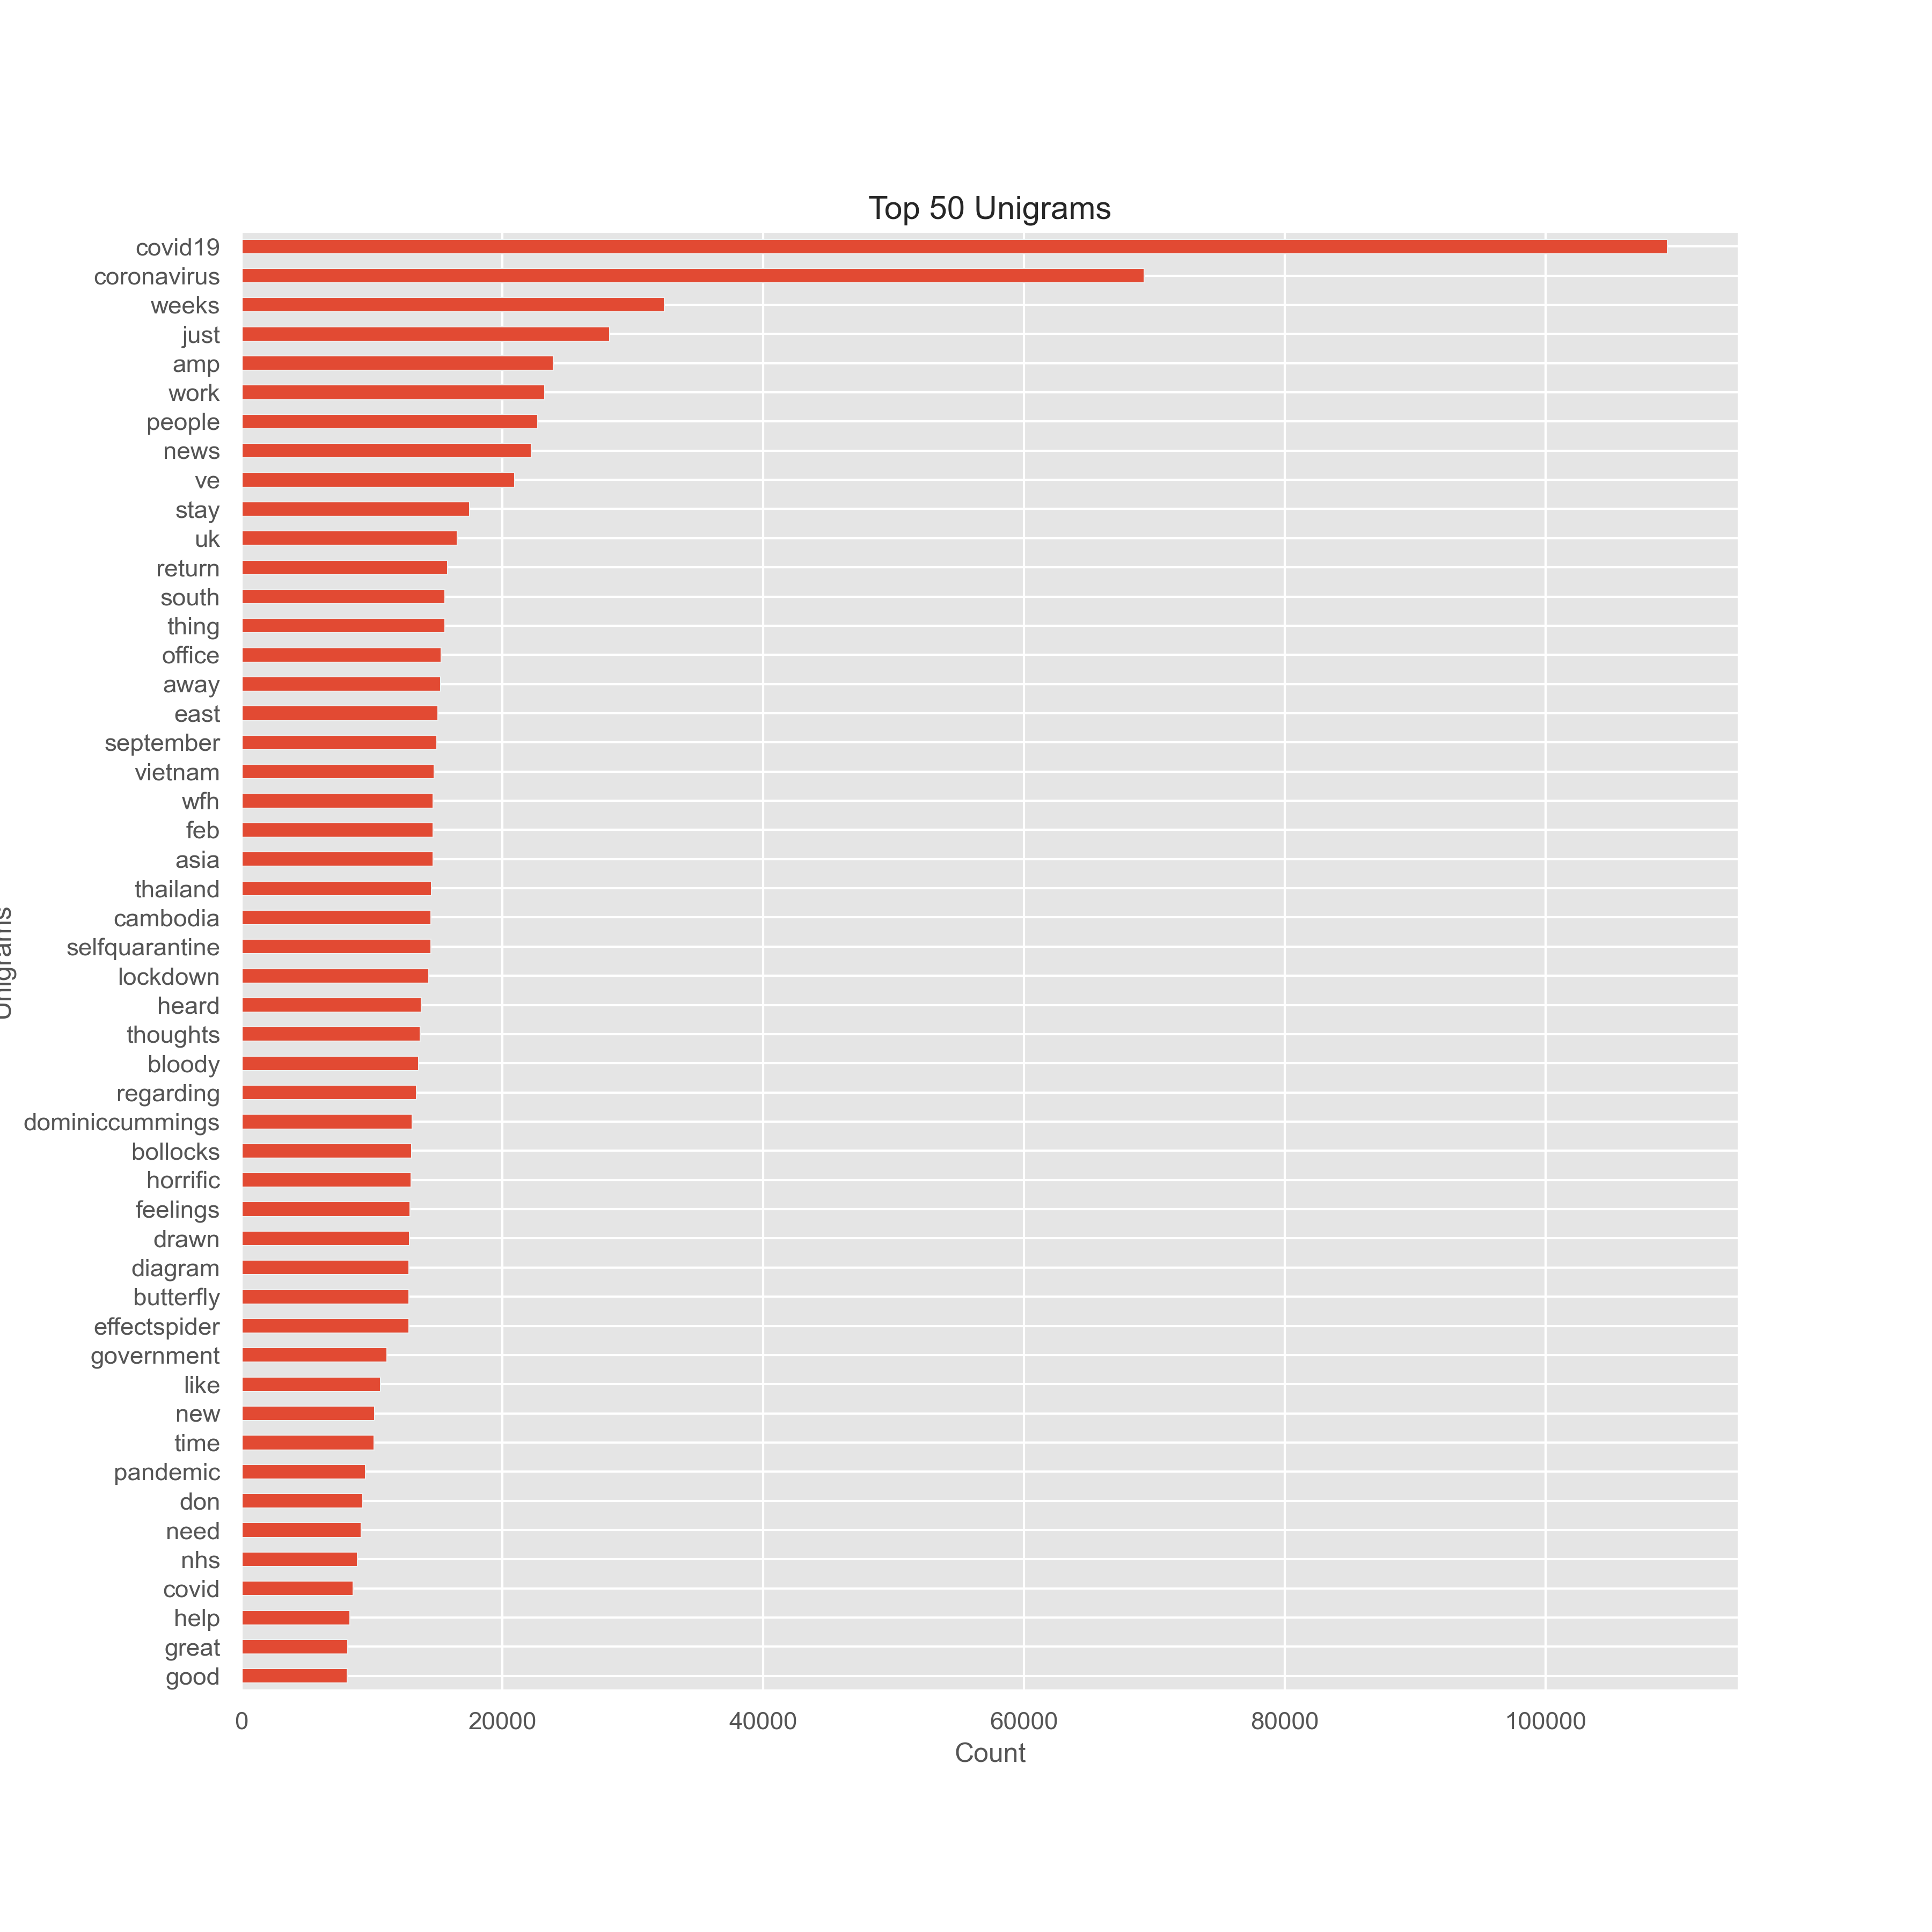 Top 50 Unigrams
covid19
coronavirus
weeks
just
amp
work
people
news
ve
stay
uk
return
south
thing
office
away
east
september
vietnam
wfh
feb
asia
thailand
cambodia
selfquarantine
lockdown
heard
thoughts
bloody
regarding
dominiccummings
bollocks
horrific
feelings
drawn
diagram
butterfly
effectspider
government
like
new
time
pandemic
don
need
nhs
covid
help
great
good
Unigrams
0 20000 40000 60000 80000 100000
Count